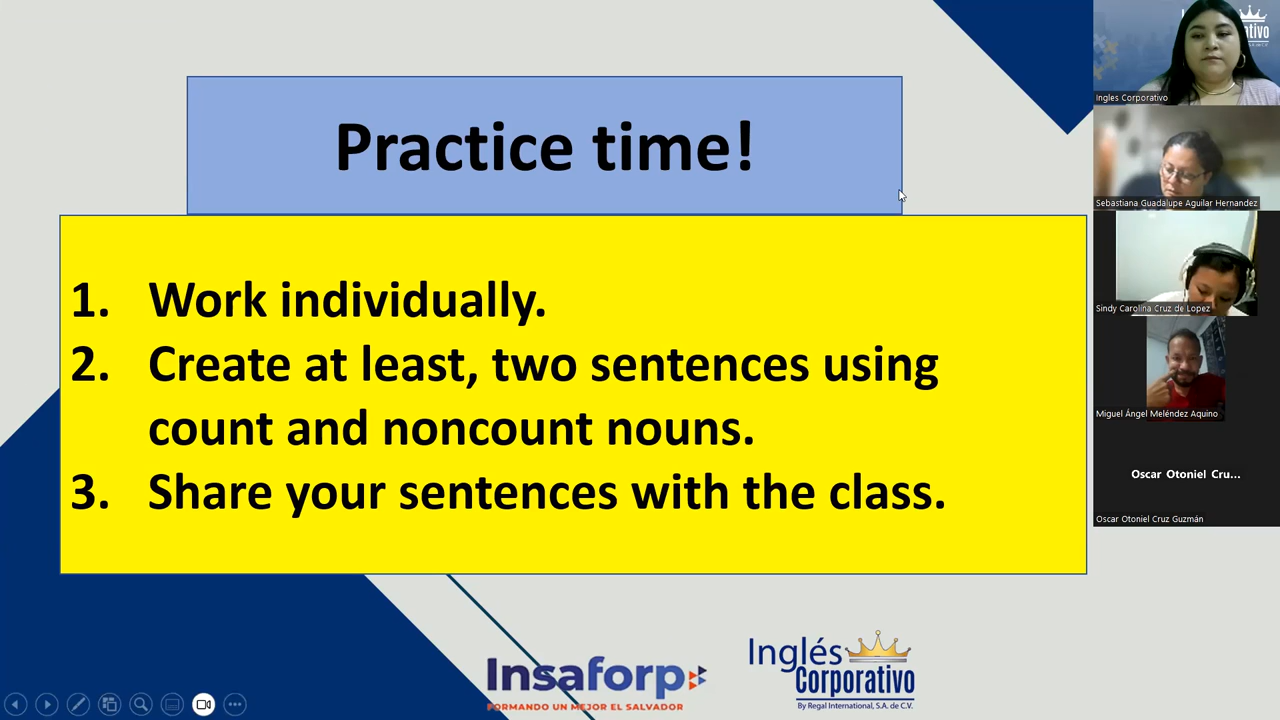 Practice time!
1. Work individually.
2. Create at least, two sentences using
count and noncount nouns.
3. Share your sentences with the class.
Insaforp
FORMANDO UN MEJOR EL SALVADOR
Inglés
Corporativo
By Regal International, S.A. de C.V.
Ingles Corporativo
Sebastiana Guadalupe Aguilar Hernandez
Sindy Carolina Cruz de Lopez
Miguel Ángel Meléndez Aquino
Oscar Otoniel Cru...
Oscar Otoniel Cruz Guzmán